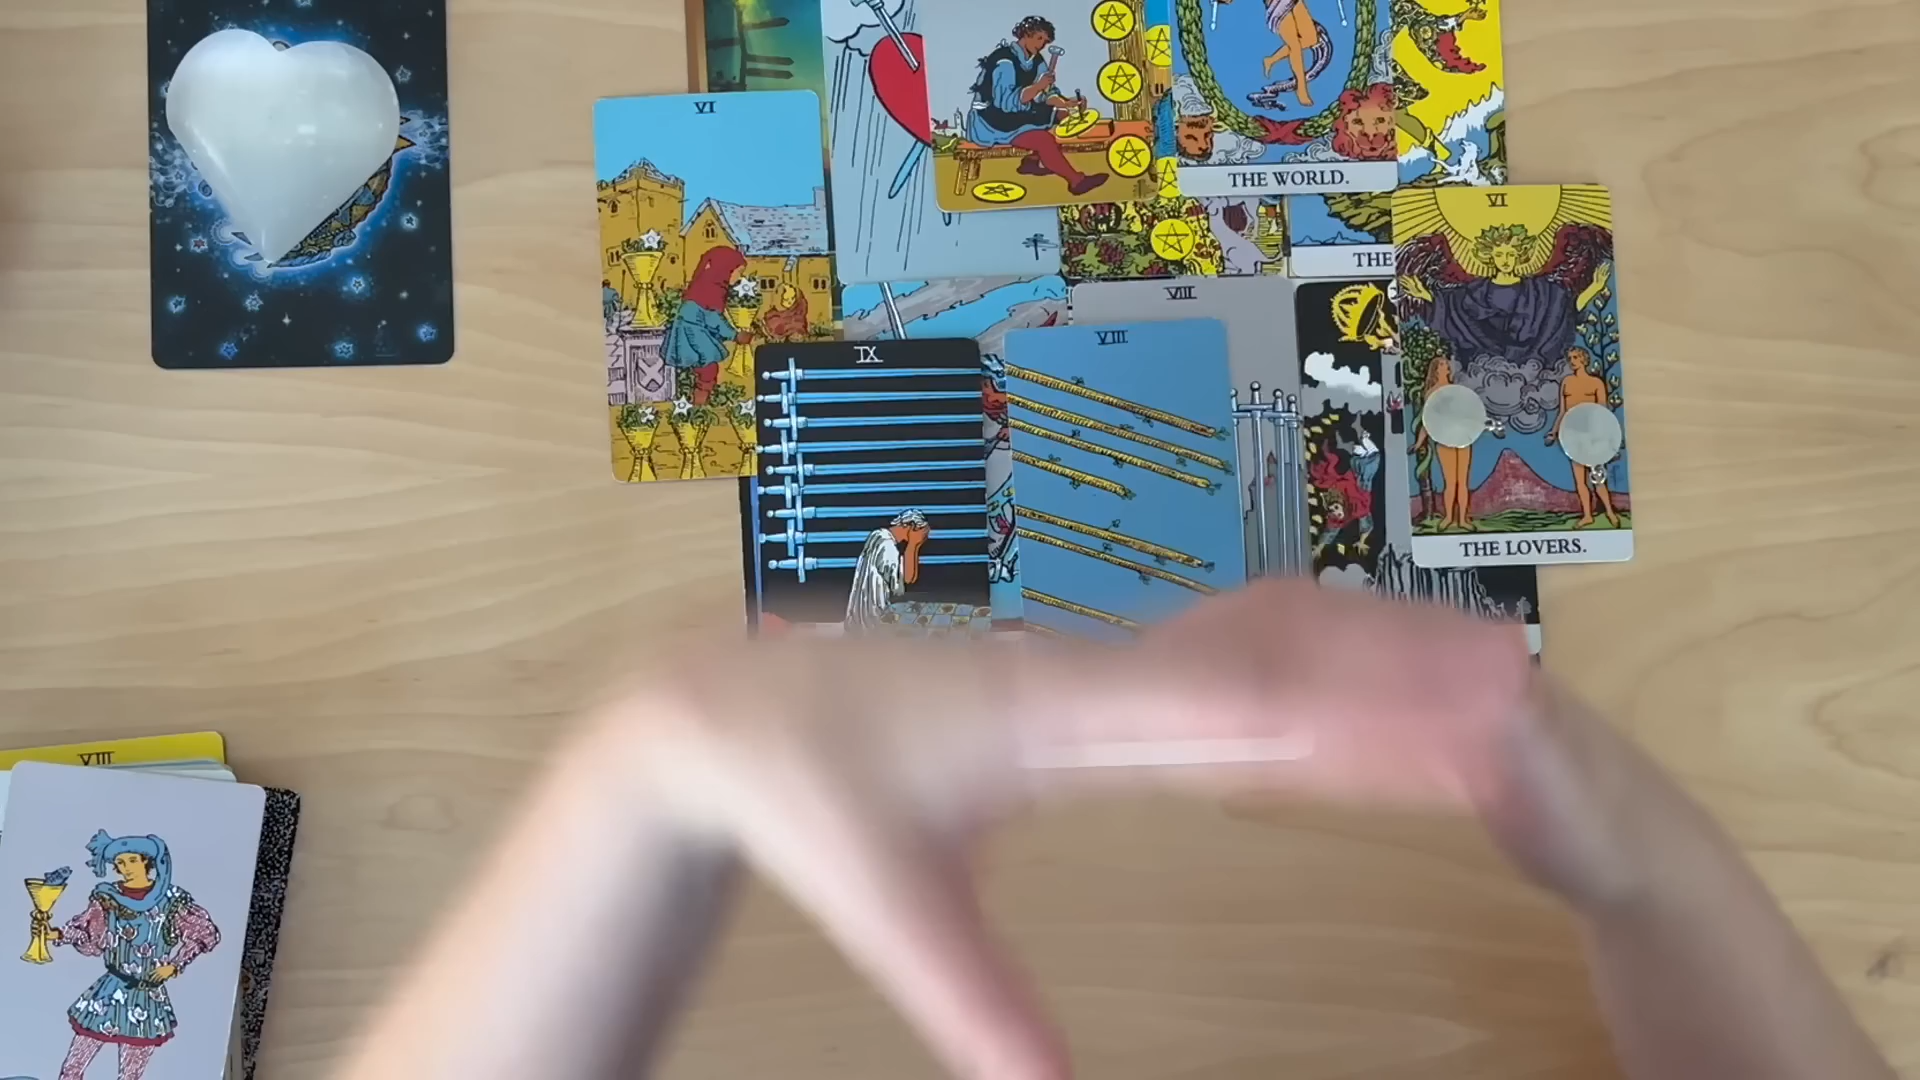 VI
THE WORLD.
VI
THE
VIII
VIII
IX
THE LOVERS.
VIII